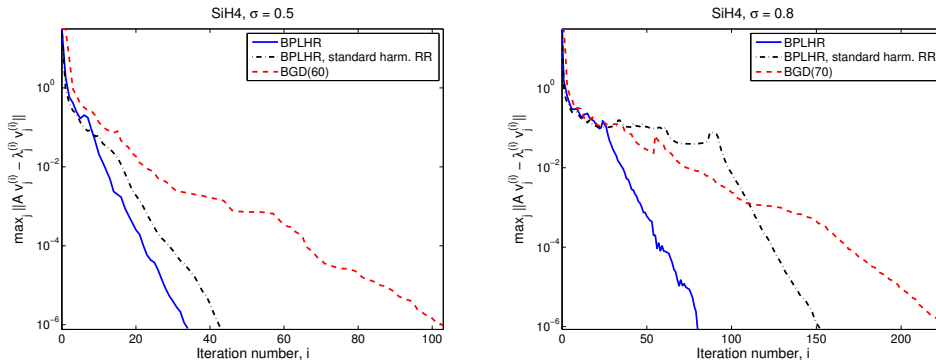 SiH4, σ = 0.5
BPLHR
BPLHR, standard harm. RR
BGD(60)
10^0
10^-2
10^-4
10^-6
max_j ||A v_j^(i) − λ_j^(i) v_j^(i)||
0 20 40 60 80 100
Iteration number, i
SiH4, σ = 0.8
BPLHR
BPLHR, standard harm. RR
BGD(70)
10^0
10^-2
10^-4
10^-6
max_j ||A v_j^(i) − λ_j^(i) v_j^(i)||
0 50 100 150 200
Iteration number, i